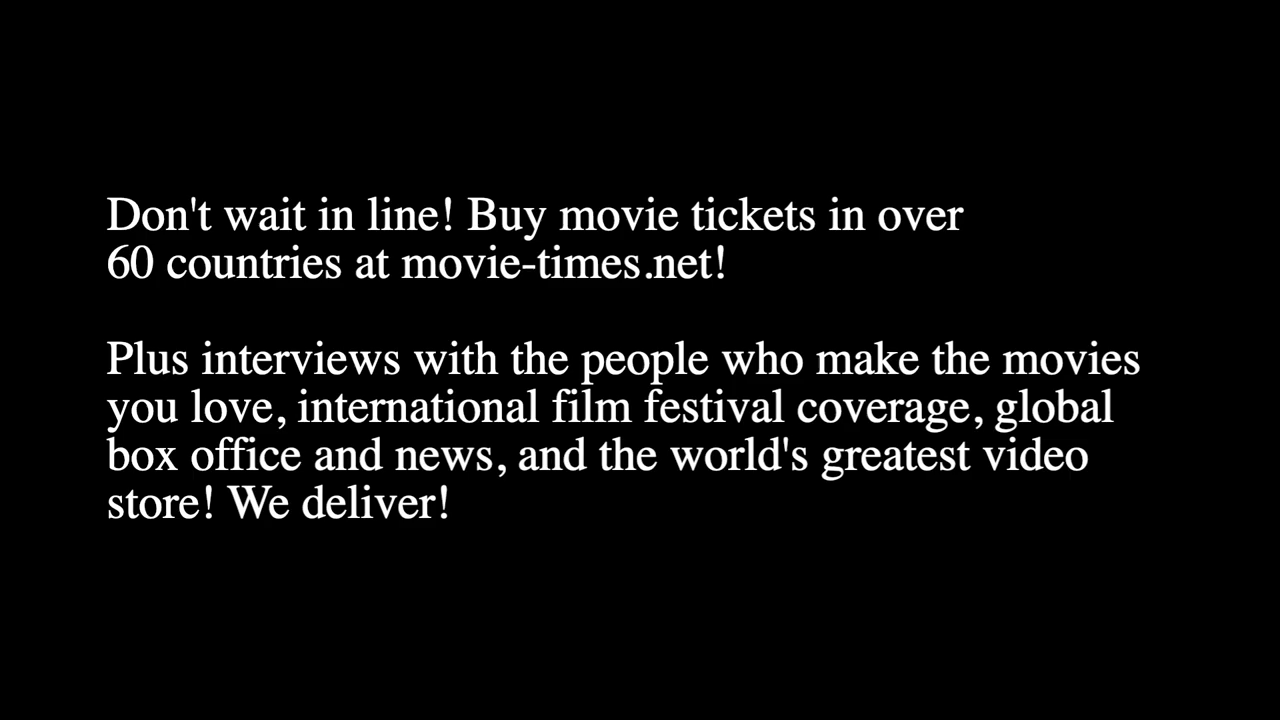 Don't wait in line! Buy movie tickets in over
60 countries at movie-times.net!
Plus interviews with the people who make the movies
you love, international film festival coverage, global
box office and news, and the world's greatest video
store! We deliver!